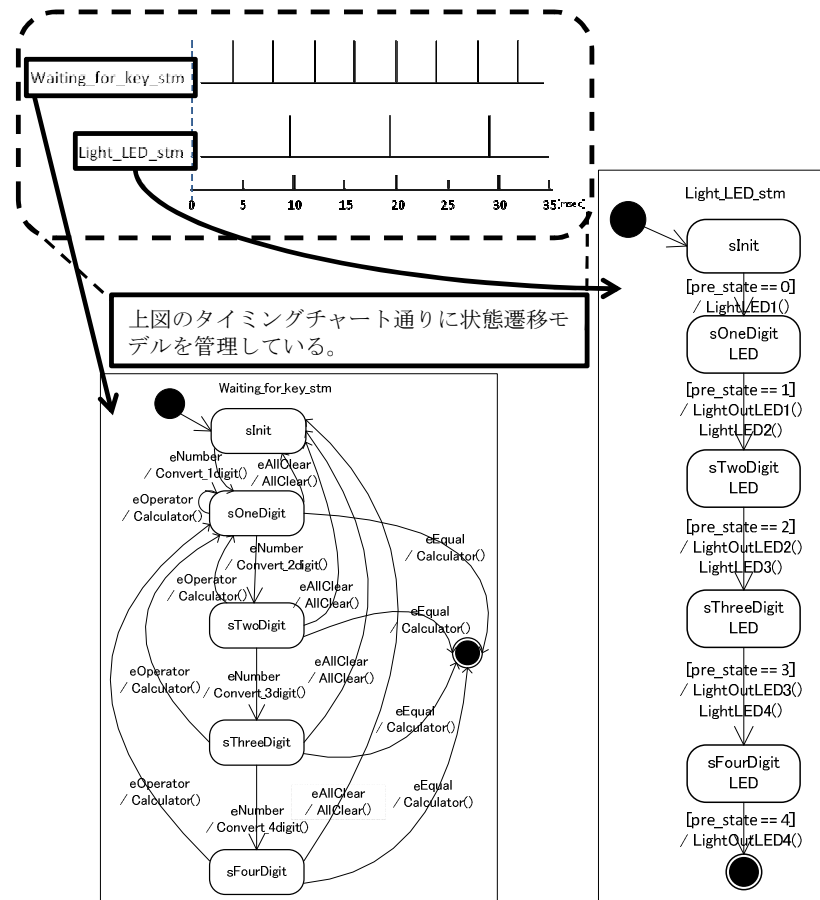 Waiting_for_key_stm
Light_LED_stm
0 5 10 15 20 25 30 35 [msec]
上図のタイミングチャート通りに状態遷移モ
デルを管理している。
Waiting_for_key_stm
sInit
eNumber
/ Convert_1digit()
eAllClear
/ AllClear()
eOperator
/ Calculator()
sOneDigit
eNumber
/ Convert_2digit()
eEqual
/ Calculator()
eOperator
/ Calculator()
eAllClear
/ AllClear()
sTwoDigit
eEqual
/ Calculator()
eOperator
/ Calculator()
eNumber
/ Convert_3digit()
eAllClear
/ AllClear()
sThreeDigit
eEqual
/ Calculator()
eOperator
/ Calculator()
eNumber
/ Convert_4digit()
eAllClear
/ AllClear()
eEqual
/ Calculator()
sFourDigit
Light_LED_stm
sInit
[pre_state == 0]
/ LightLED1()
sOneDigit
LED
[pre_state == 1]
/ LightOutLED1()
LightLED2()
sTwoDigit
LED
[pre_state == 2]
/ LightOutLED2()
LightLED3()
sThreeDigit
LED
[pre_state == 3]
/ LightOutLED3()
LightLED4()
sFourDigit
LED
[pre_state == 4]
/ LightOutLED4()